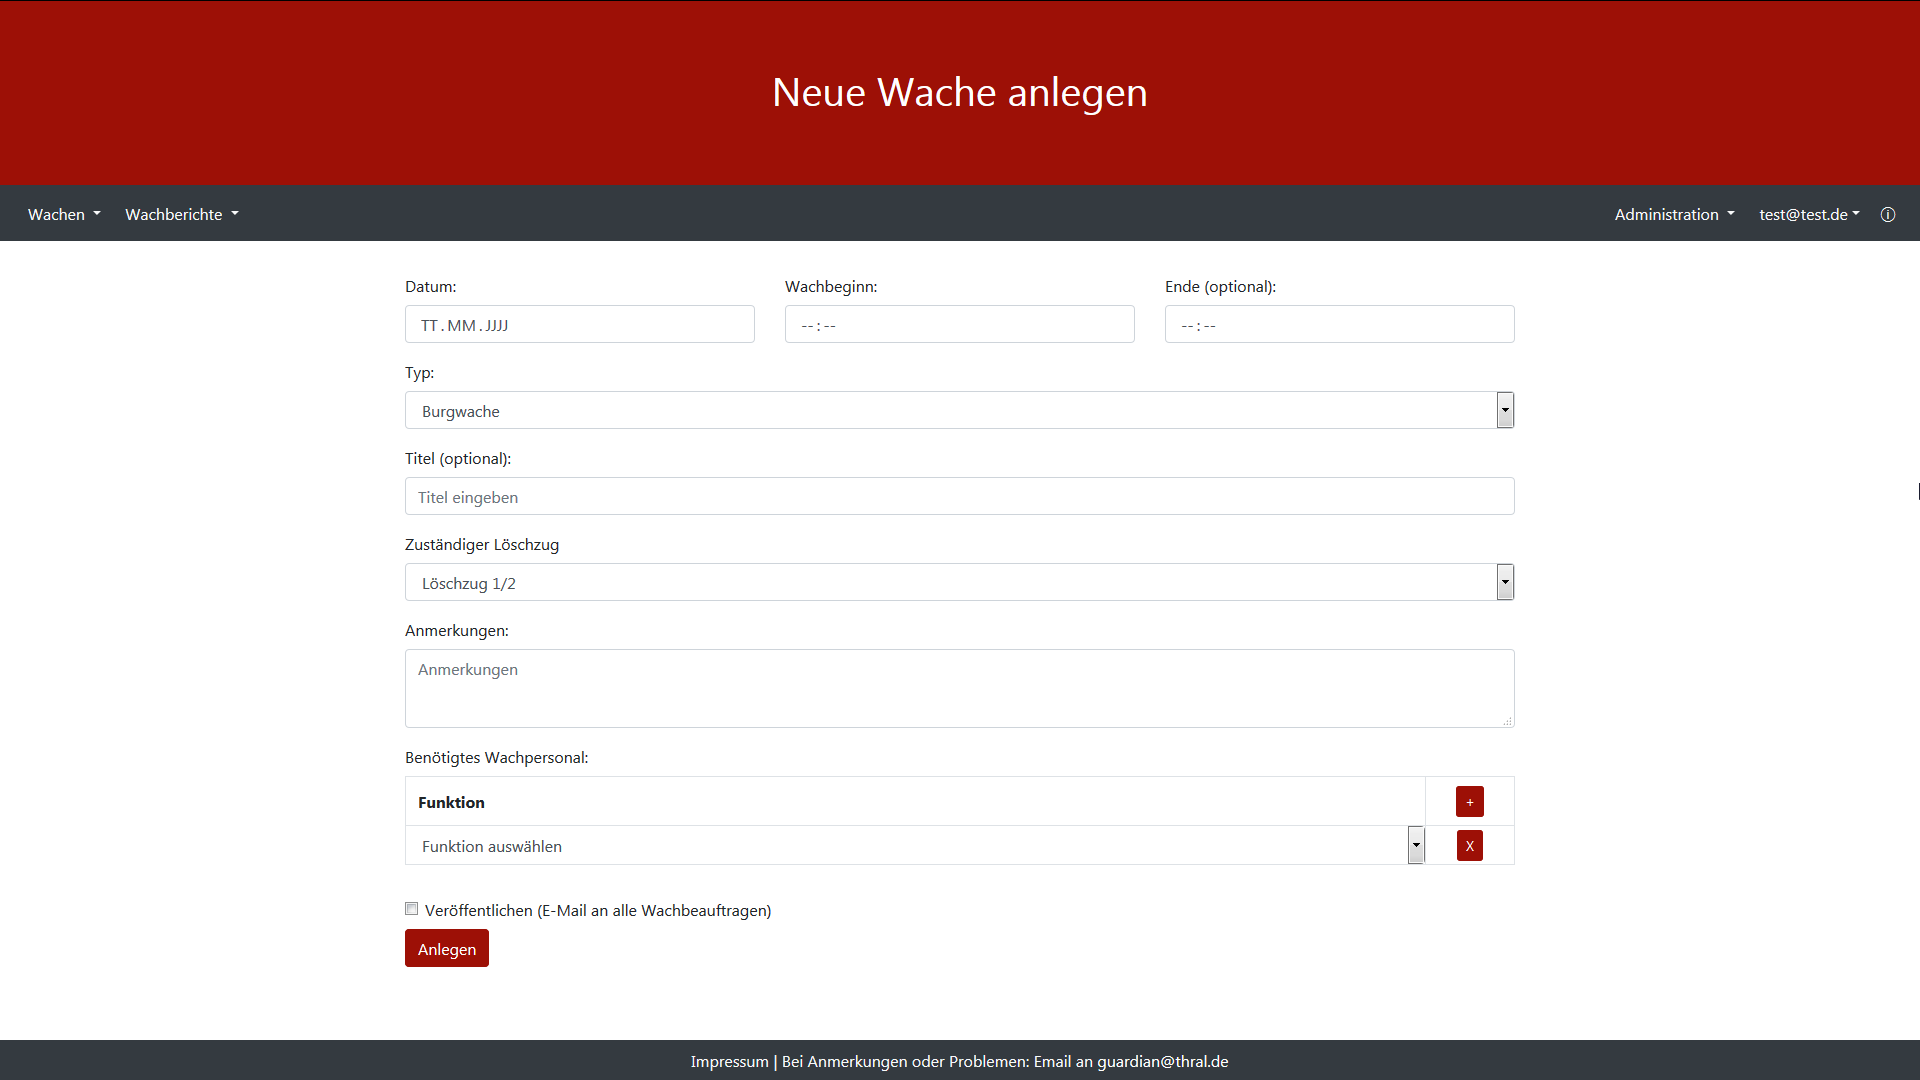 Neue Wache anlegen
Wachen Wachberichte Administration test@test.de ⓘ
Datum: Wachbeginn: Ende (optional):
TT.MM.JJJJ --:-- --:--
Typ:
Burgwache
Titel (optional):
Titel eingeben
Zuständiger Löschzug
Löschzug 1/2
Anmerkungen:
Anmerkungen
Benötigtes Wachpersonal:
Funktion +
Funktion auswählen X
Veröffentlichen (E-Mail an alle Wachbeauftragen)
Anlegen
Impressum | Bei Anmerkungen oder Problemen: Email an guardian@thral.de